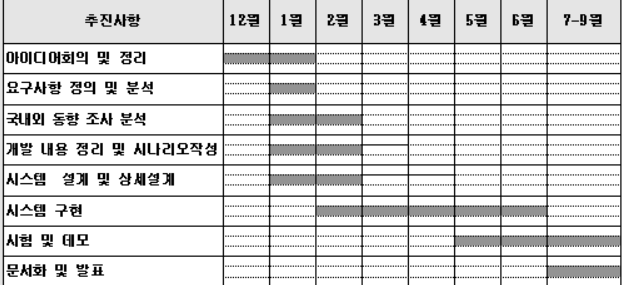 추진사항 12월 1월 2월 3월 4월 5월 6월 7-9월
아이디어회의 및 정리
요구사항 정의 및 분석
국내외 동향 조사 분석
개발 내용 정리 및 시나리오작성
시스템 설계 및 상세설계
시스템 구현
시험 및 데모
문서화 및 발표